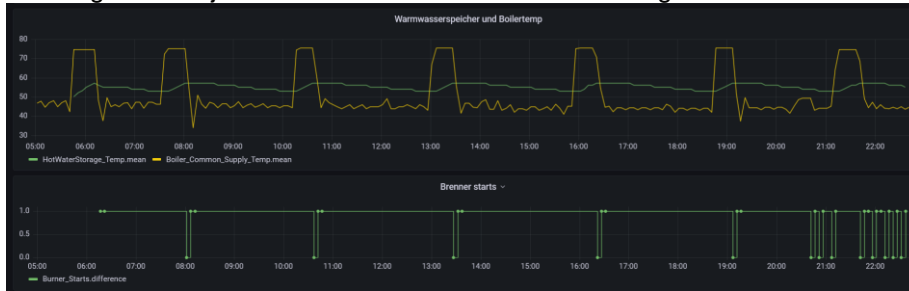 Warmwasserspeicher und Boilertemp
80
70
60
50
40
30
05:00 06:00 07:00 08:00 09:00 10:00 11:00 12:00 13:00 14:00 15:00 16:00 17:00 18:00 19:00 20:00 21:00 22:00
HotWaterStorage_Temp.mean Boiler_Common_Supply_Temp.mean
Brenner starts
1.0
0.5
0.0
05:00 06:00 07:00 08:00 09:00 10:00 11:00 12:00 13:00 14:00 15:00 16:00 17:00 18:00 19:00 20:00 21:00 22:00
Burner_Starts.difference